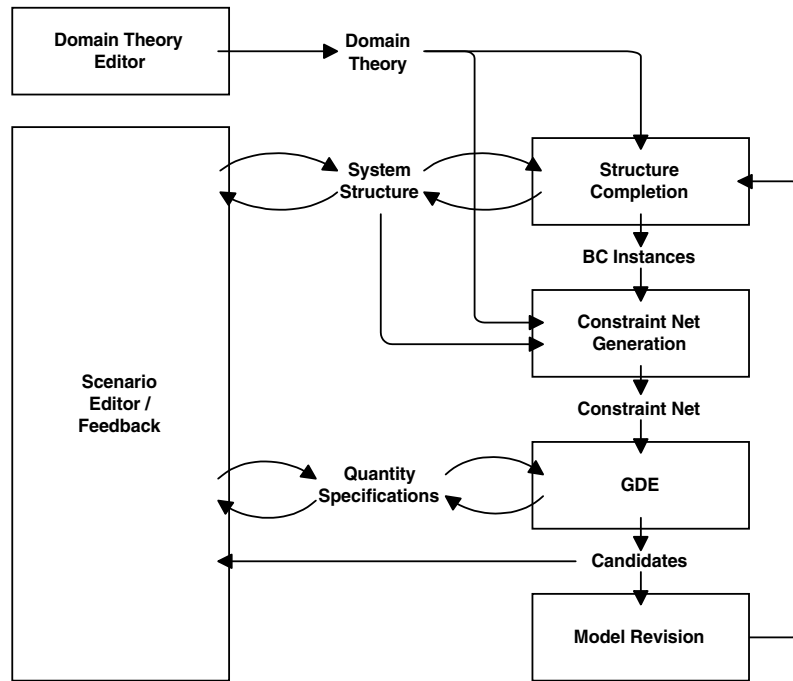 Domain Theory
Editor
Domain
Theory
System
Structure
Structure
Completion
BC Instances
Constraint Net
Generation
Scenario
Editor /
Feedback
Constraint Net
Quantity
Specifications
GDE
Candidates
Model Revision